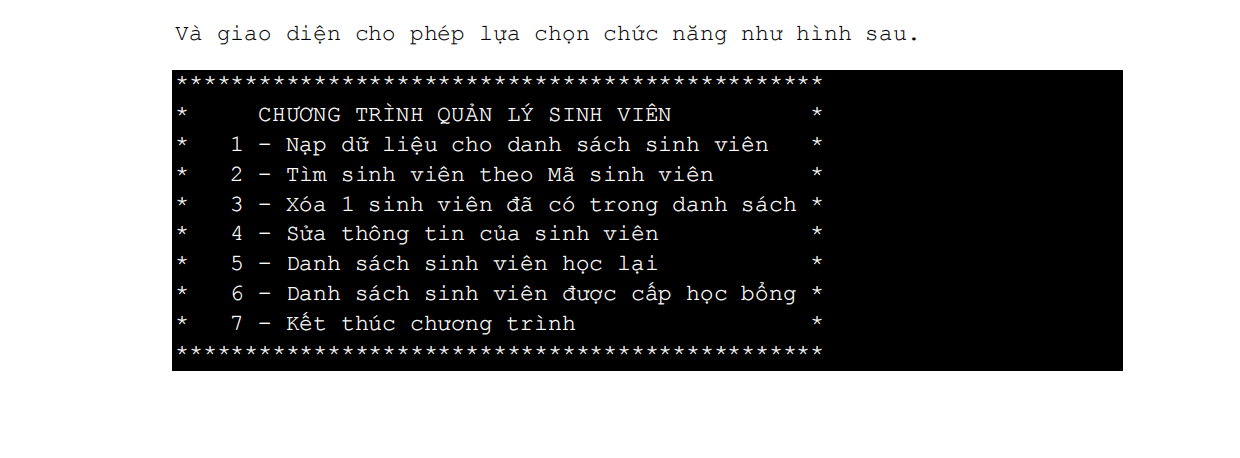 Và giao diện cho phép lựa chọn chức năng như hình sau.
***********************************************
*     CHƯƠNG TRÌNH QUẢN LÝ SINH VIÊN          *
*   1 – Nạp dữ liệu cho danh sách sinh viên   *
*   2 – Tìm sinh viên theo Mã sinh viên       *
*   3 – Xóa 1 sinh viên đã có trong danh sách *
*   4 – Sửa thông tin của sinh viên           *
*   5 – Danh sách sinh viên học lại           *
*   6 – Danh sách sinh viên được cấp học bổng *
*   7 – Kết thúc chương trình                 *
***********************************************